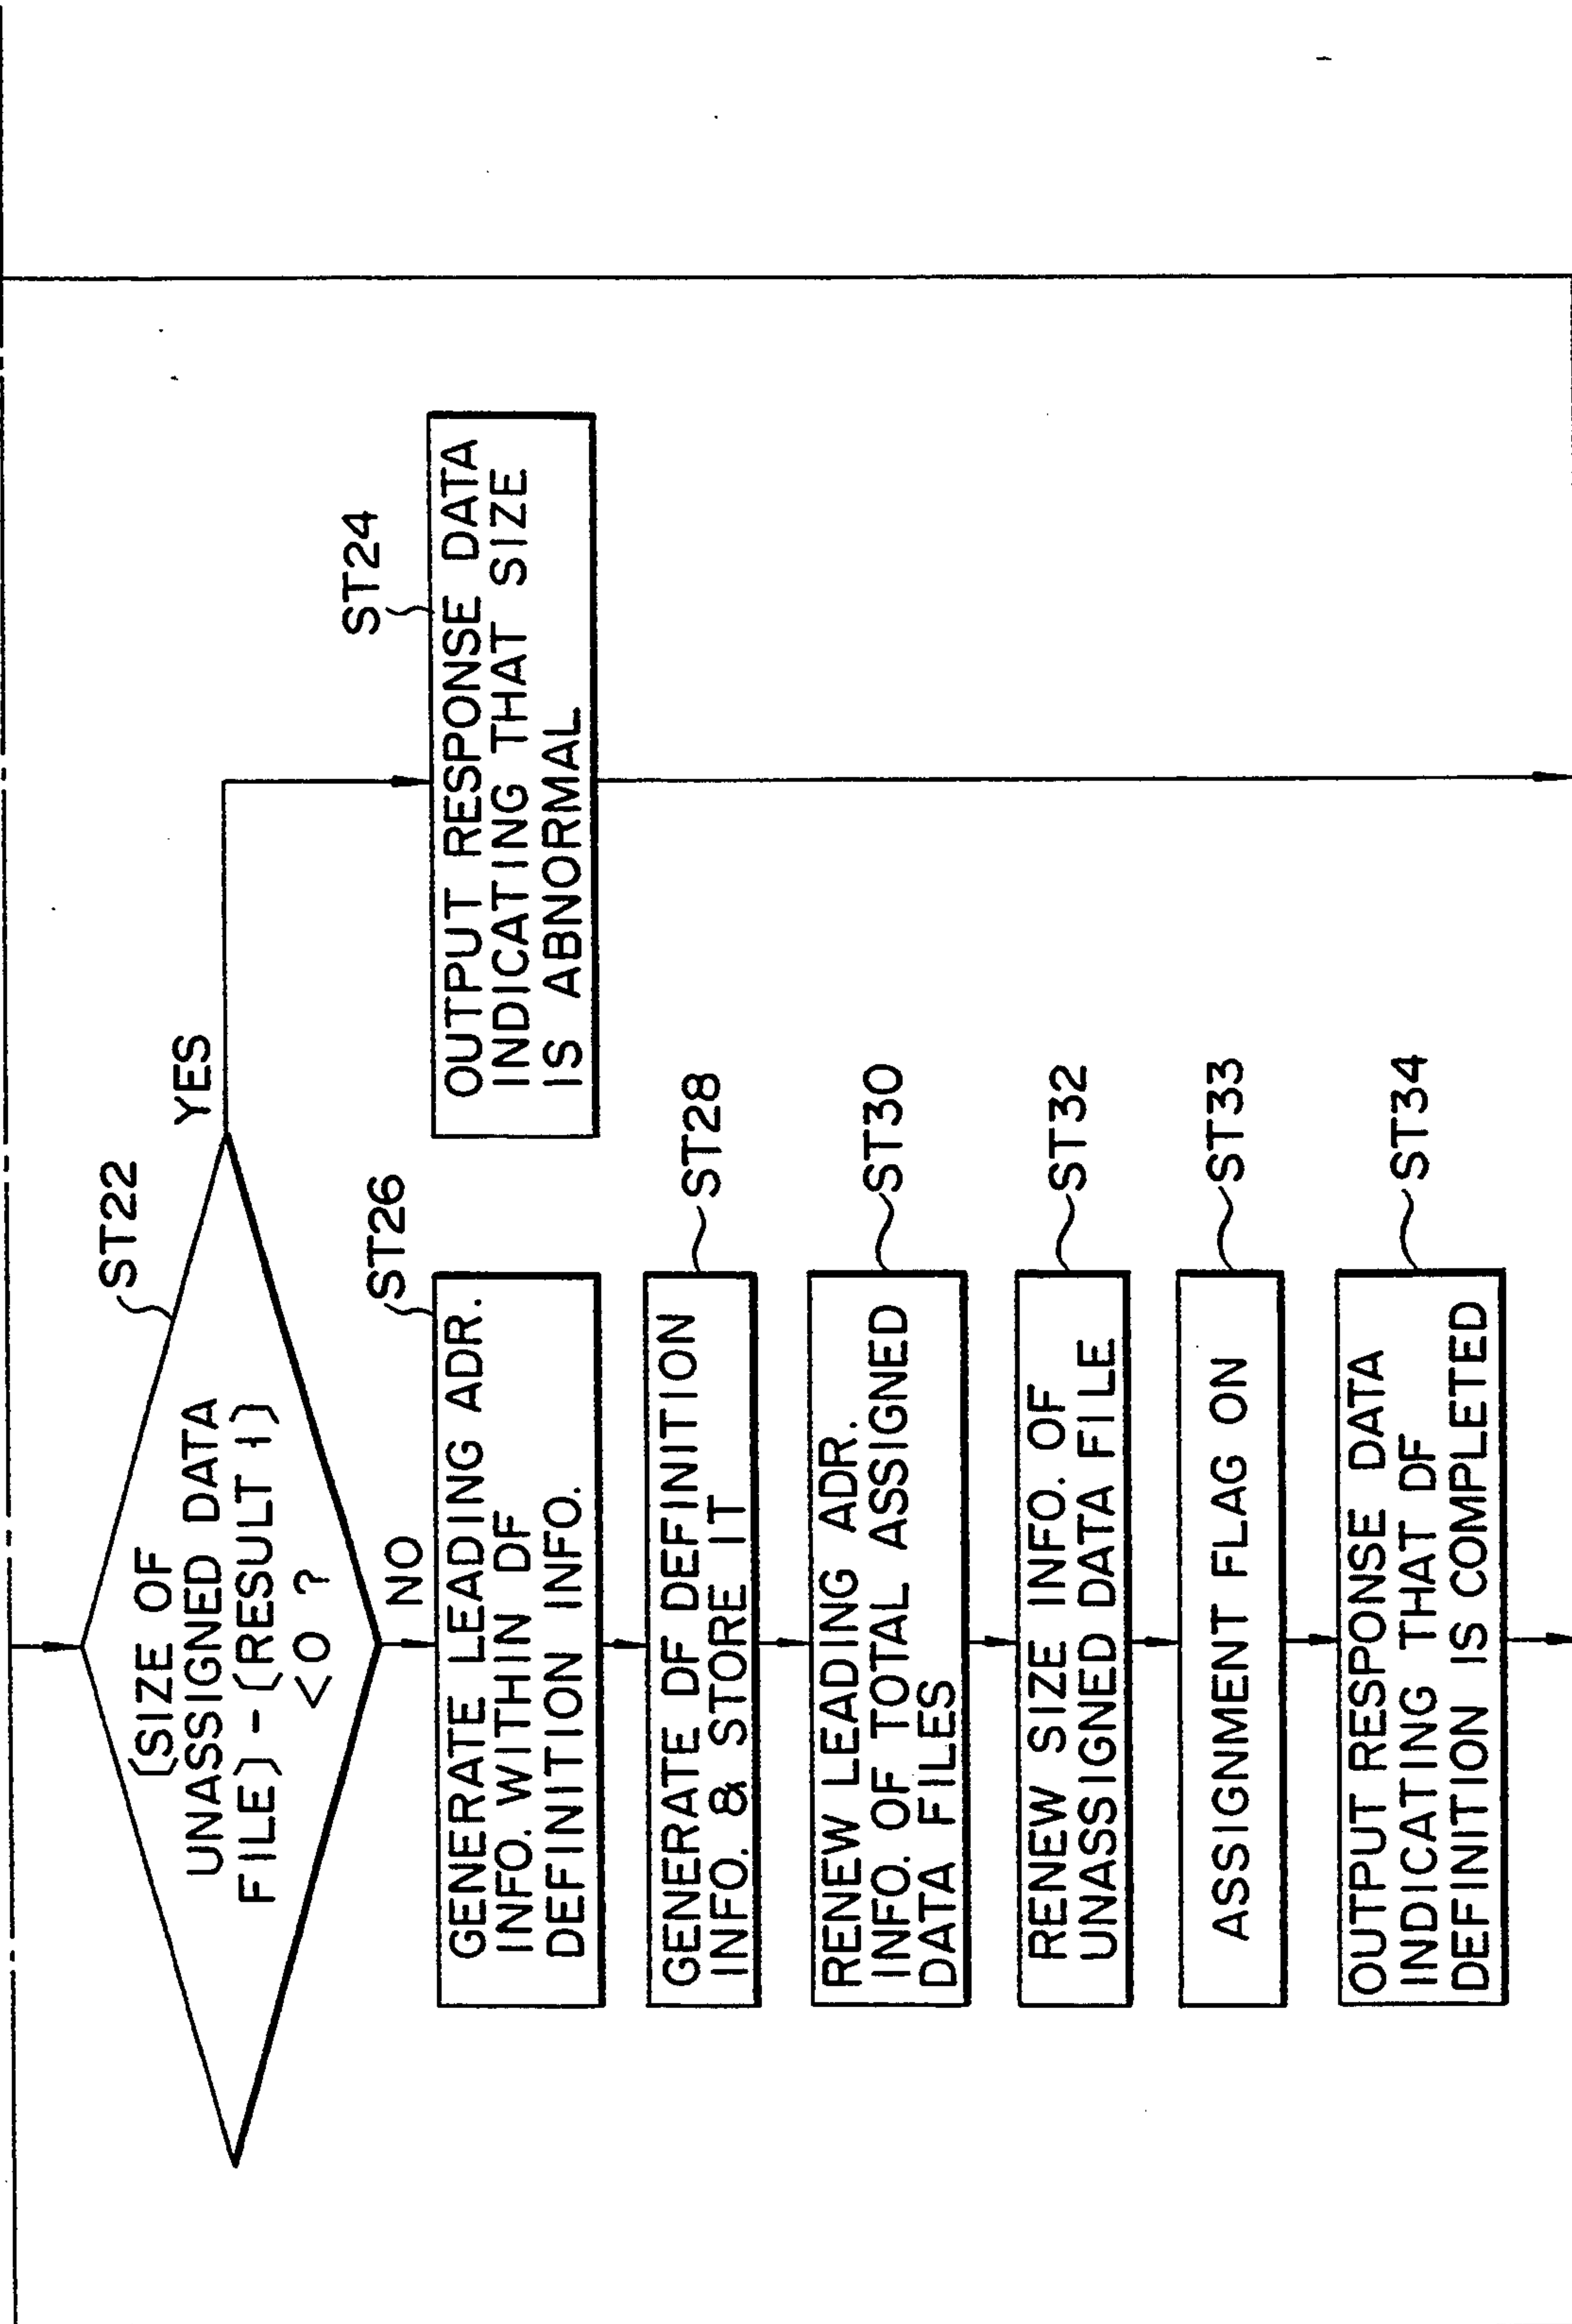 ST22
(SIZE OF
UNASSIGNED DATA
FILE) - (RESULT 1)
<0 ?
YES
NO
ST24
OUTPUT RESPONSE DATA
INDICATING THAT SIZE
IS ABNORMAL
ST26
GENERATE LEADING ADR.
INFO. WITHIN DF
DEFINITION INFO.
ST28
GENERATE DF DEFINITION
INFO. & STORE IT
ST30
RENEW LEADING ADR.
INFO. OF TOTAL ASSIGNED
DATA FILES
ST32
RENEW SIZE INFO. OF
UNASSIGNED DATA FILE
ST33
ASSIGNMENT FLAG ON
ST34
OUTPUT RESPONSE DATA
INDICATING THAT DF
DEFINITION IS COMPLETED